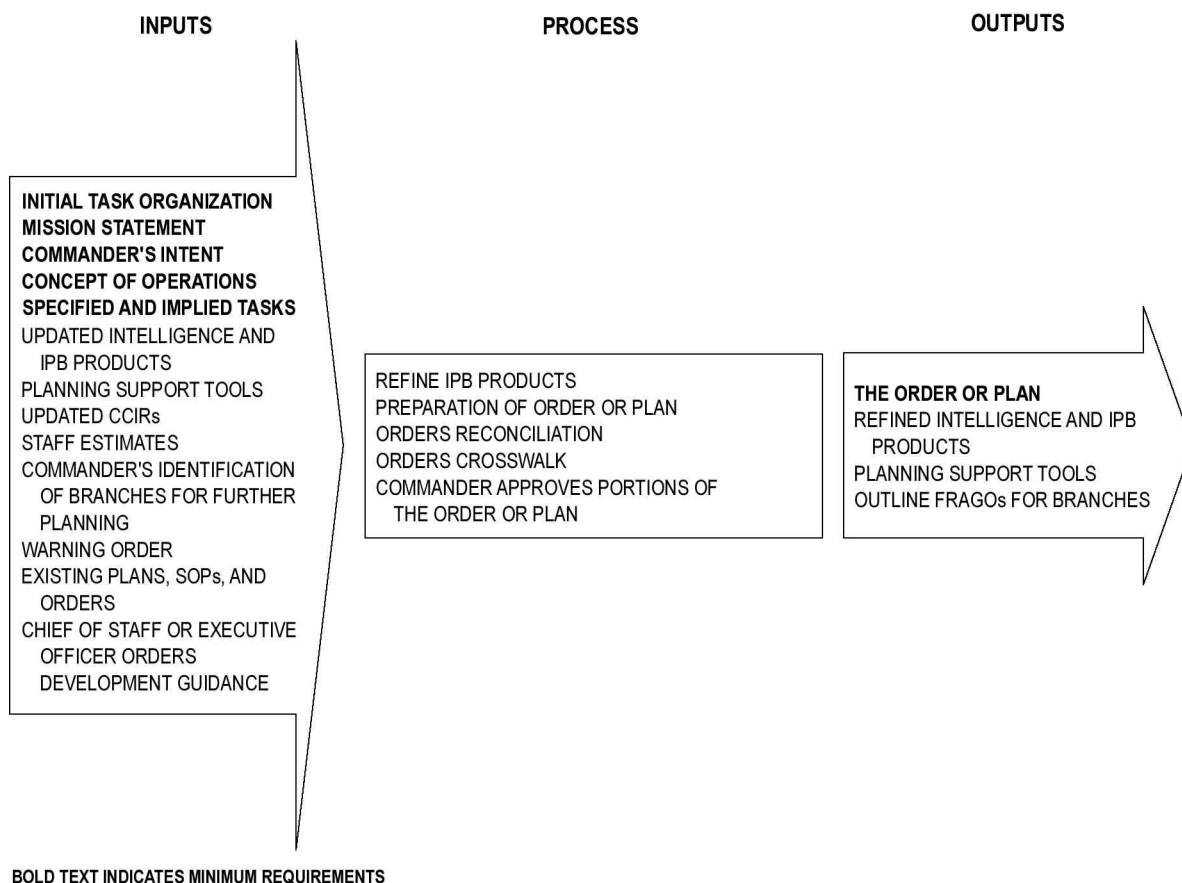 INPUTS
PROCESS
OUTPUTS
INITIAL TASK ORGANIZATION
MISSION STATEMENT
COMMANDER'S INTENT
CONCEPT OF OPERATIONS
SPECIFIED AND IMPLIED TASKS
UPDATED INTELLIGENCE AND
IPB PRODUCTS
PLANNING SUPPORT TOOLS
UPDATED CCIRs
STAFF ESTIMATES
COMMANDER'S IDENTIFICATION
OF BRANCHES FOR FURTHER
PLANNING
WARNING ORDER
EXISTING PLANS, SOPs, AND
ORDERS
CHIEF OF STAFF OR EXECUTIVE
OFFICER ORDERS
DEVELOPMENT GUIDANCE
REFINE IPB PRODUCTS
PREPARATION OF ORDER OR PLAN
ORDERS RECONCILIATION
ORDERS CROSSWALK
COMMANDER APPROVES PORTIONS OF
THE ORDER OR PLAN
THE ORDER OR PLAN
REFINED INTELLIGENCE AND IPB
PRODUCTS
PLANNING SUPPORT TOOLS
OUTLINE FRAGOs FOR BRANCHES
BOLD TEXT INDICATES MINIMUM REQUIREMENTS